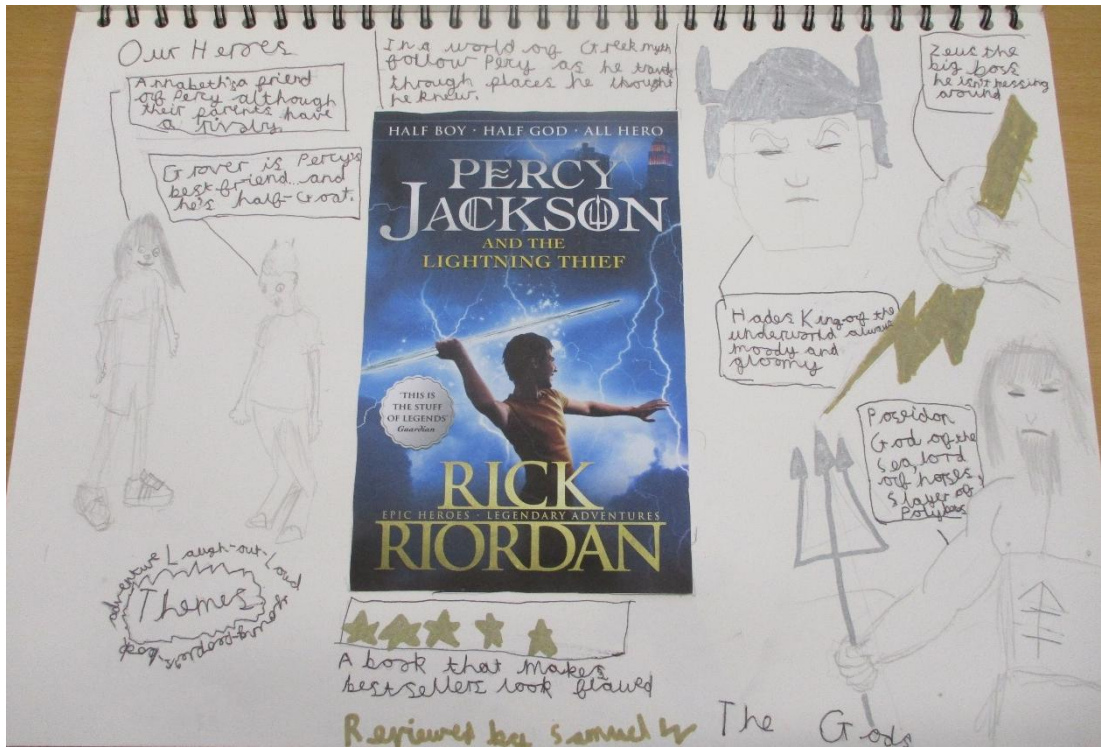 Our Heroes
Annabeth's a friend
of Percy although
their parents have
a rivalry.
Grover is Percy's
best friend... and
he's half-Goat.
In a world of Greek myth
follow Percy as he travels
through places he thought
he knew.
HALF BOY · HALF GOD · ALL HERO
PERCY
JACKSON
AND THE
LIGHTNING THIEF
'THIS IS
THE STUFF
OF LEGENDS'
Guardian
RICK
EPIC HEROES · LEGENDARY ADVENTURES
RIORDAN
Zeus the
big boss
he isn't messing
around
Hades King of the
underworld always
moody and
gloomy
Poseidon
God of the
Sea, lord
of horses,
Slayer of
Polybotes
Themes
adventure Laugh-out-Loud
young-peoples-book
A book that makes
bestsellers look flawed
Reviewed by Samuel W
The Gods